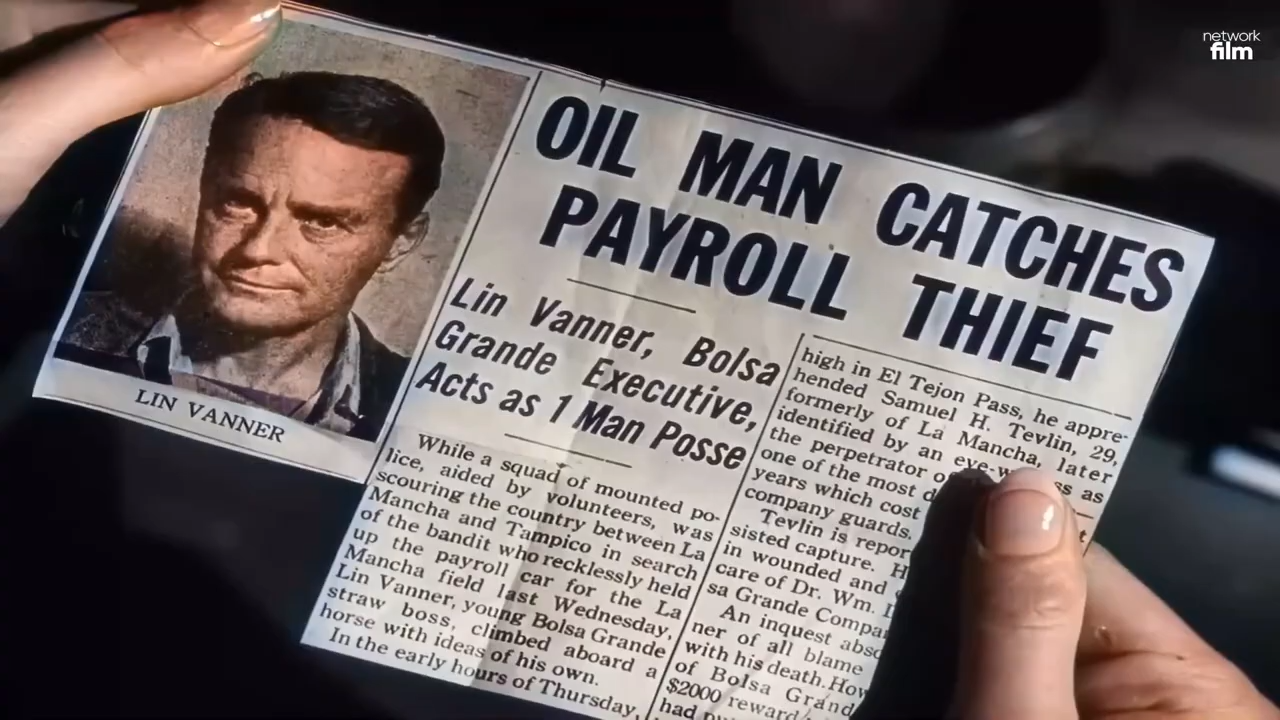 network
film
OIL MAN CATCHES
PAYROLL THIEF
Lin Vanner, Bolsa
Grande Executive,
Acts as 1 Man Posse
LIN VANNER
While a squad of mounted po-
lice, aided by volunteers, was
scouring the country between La
Mancha and Tampico in search
of the bandit who recklessly held
up the payroll car for the La
Mancha field last Wednesday,
Lin Vanner, young Bolsa Grande
straw boss, climbed aboard a
horse with ideas of his own.
In the early hours of Thursday,
high in El Tejon Pass, he appre-
hended Samuel H. Tevlin, 29,
formerly of La Mancha, later
identified by an as
the perpetrator
one of the most
years which cost
company guards.
Tevlin is
sisted capture.
in wounded and
care of Dr. Wm.
sa Grande
An inquest
ner of all blame
with his death.
of Bolsa
$2000 reward
had